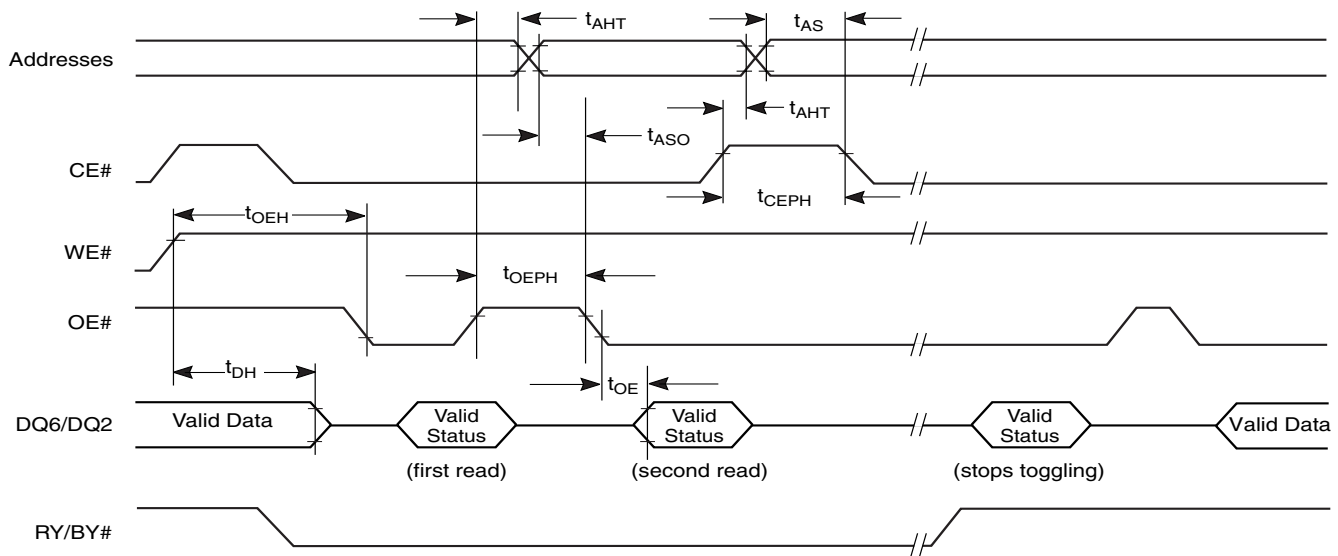 tAHT
tAS
Addresses
tAHT
tASO
CE#
tCEPH
tOEH
WE#
tOEPH
OE#
tDH
tOE
DQ6/DQ2
Valid Data
Valid
Status
Valid
Status
Valid
Status
Valid Data
(first read)
(second read)
(stops toggling)
RY/BY#